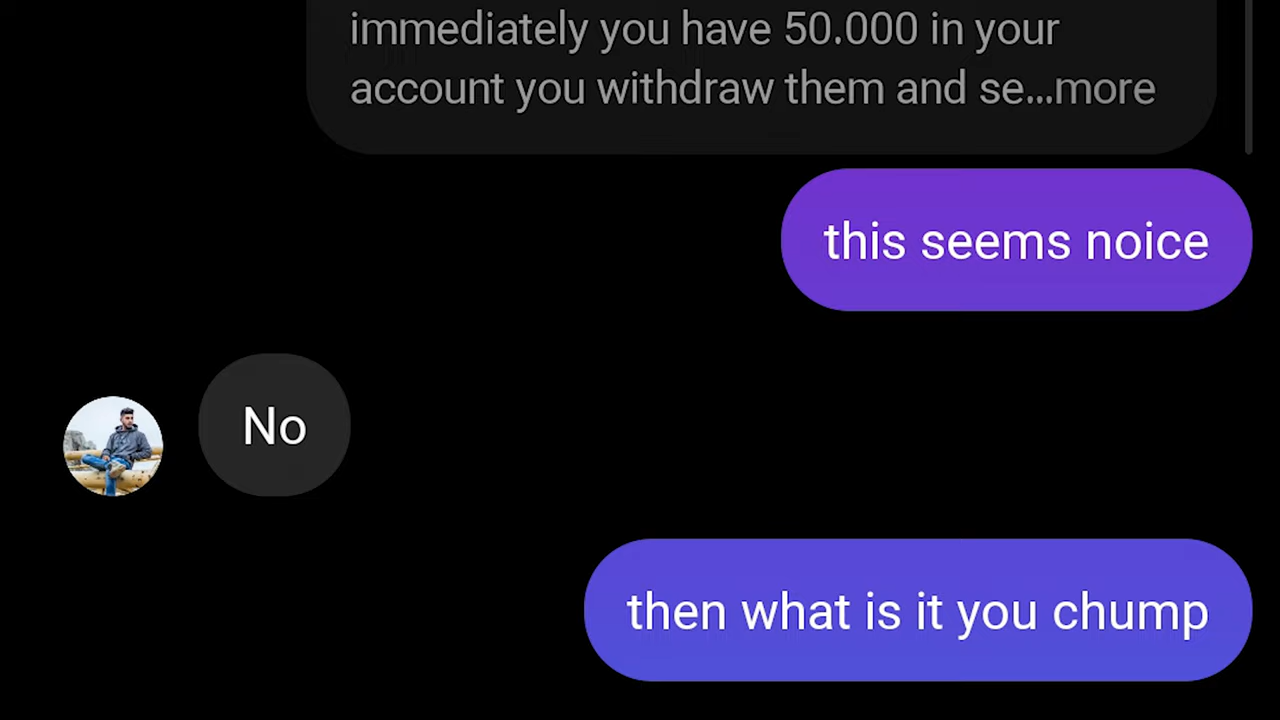 immediately you have 50.000 in your
account you withdraw them and se...more
this seems noice
No
then what is it you chump